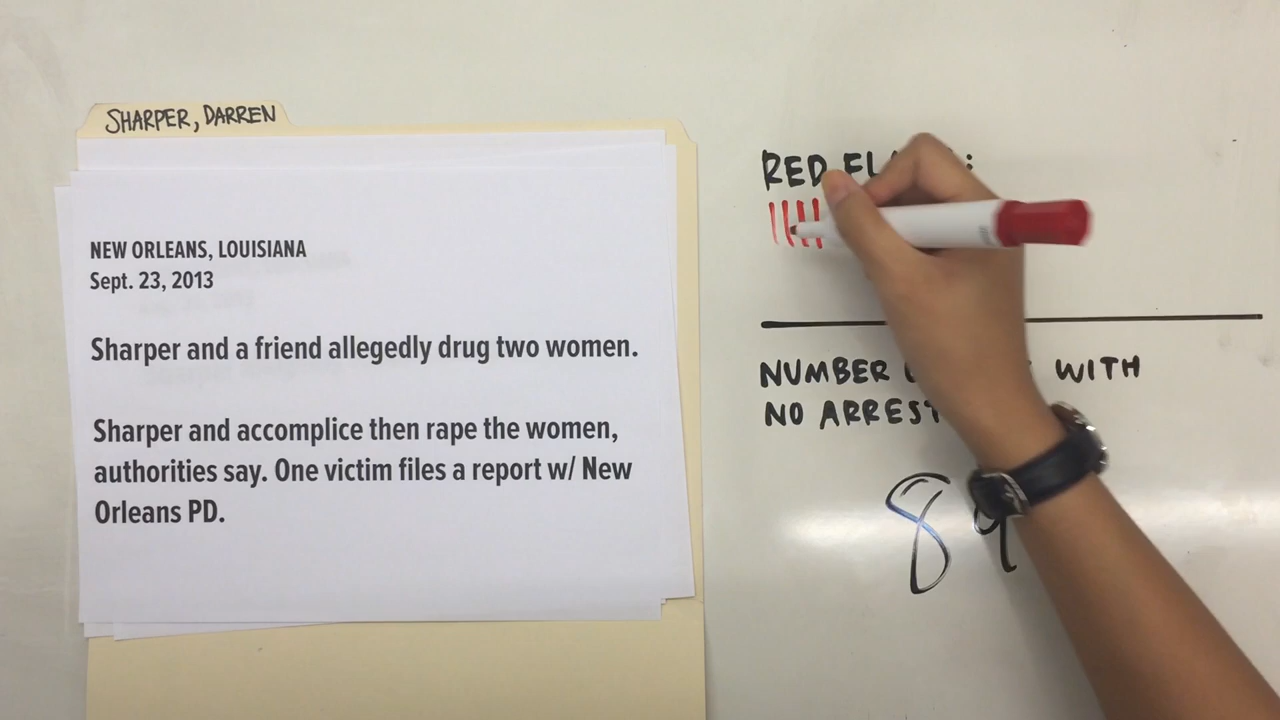 SHARPER, DARREN
NEW ORLEANS, LOUISIANA
Sept. 23, 2013
Sharper and a friend allegedly drug two women.
Sharper and accomplice then rape the women,
authorities say. One victim files a report w/ New
Orleans PD.
RED
NUMBER WITH
NO ARREST
89